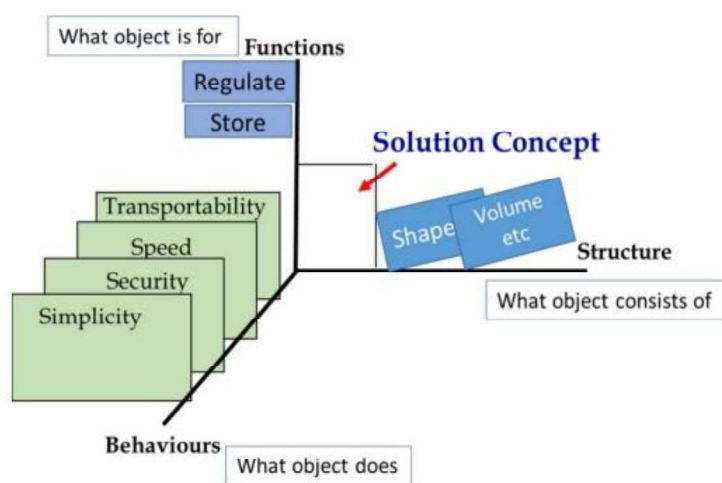 What object is for
Functions
Regulate
Store
Solution Concept
Transportability
Speed
Security
Simplicity
Shape
Volume
etc
Structure
What object consists of
Behaviours
What object does